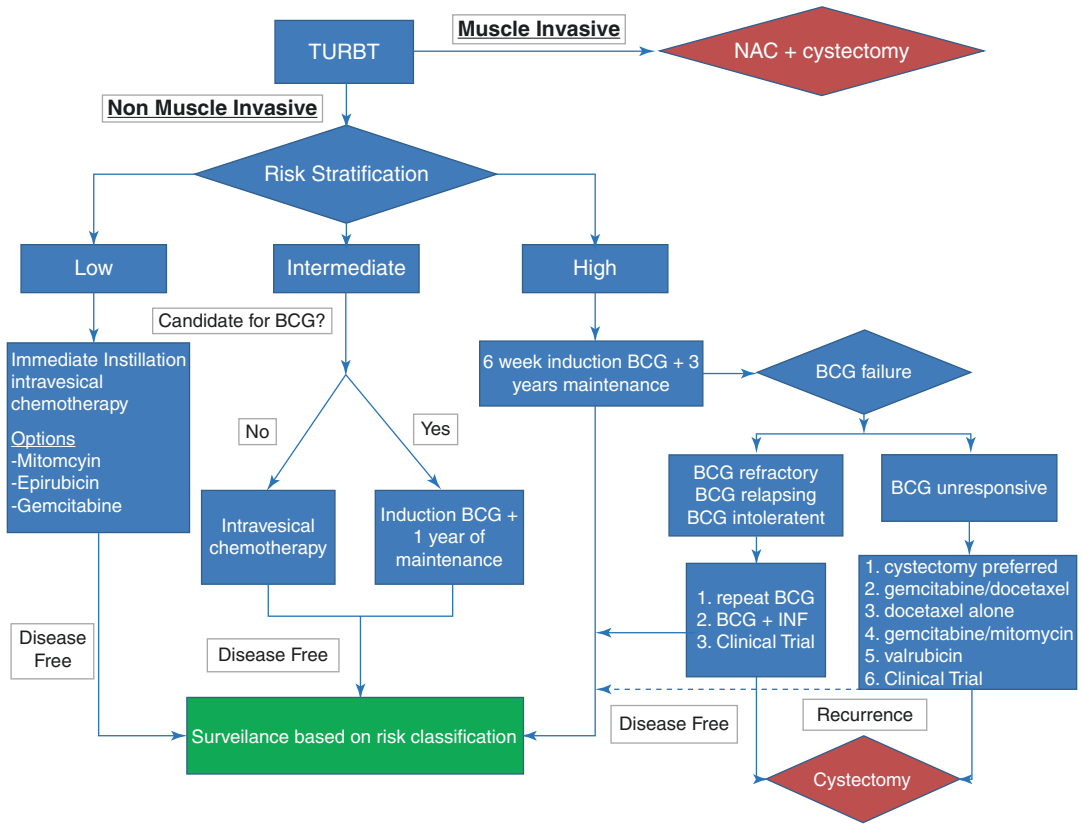 Muscle Invasive
TURBT
NAC + cystectomy
Non Muscle Invasive
Risk Stratification
Low
Intermediate
High
Candidate for BCG?
Immediate Instillation
intravesical
chemotherapy
Options
-Mitomcyin
-Epirubicin
-Gemcitabine
6 week induction BCG + 3
years maintenance
BCG failure
No
Yes
BCG refractory
BCG relapsing
BCG intoleratent
BCG unresponsive
Intravesical
chemotherapy
Induction BCG +
1 year of
maintenance
1. repeat BCG
2. BCG + INF
3. Clinical Trial
1. cystectomy preferred
2. gemcitabine/docetaxel
3. docetaxel alone
4. gemcitabine/mitomycin
5. valrubicin
6. Clinical Trial
Disease
Free
Disease Free
Disease Free
Recurrence
Surveilance based on risk classification
Cystectomy